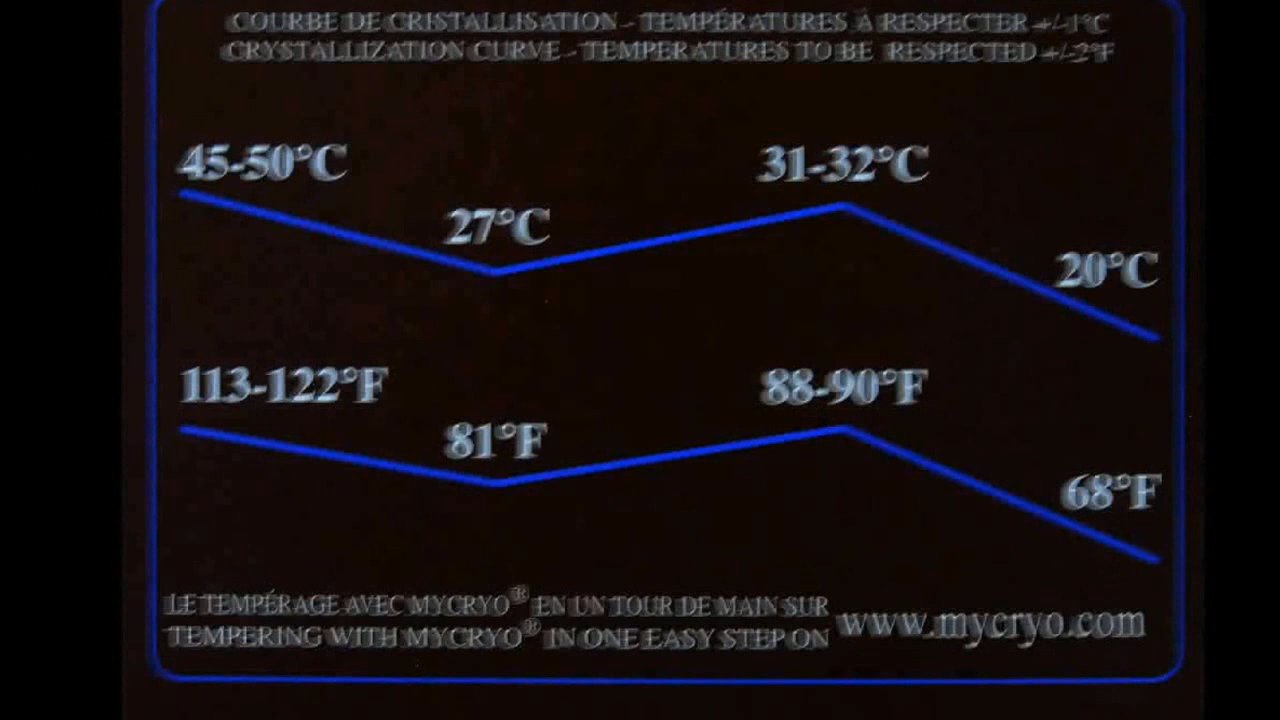 COURBE DE CRISTALLISATION - TEMPÉRATURES À RESPECTER +/-1°C
CRYSTALLIZATION CURVE - TEMPERATURES TO BE RESPECTED +/-2°F
45-50°C
27°C
31-32°C
20°C
113-122°F
81°F
88-90°F
68°F
LE TEMPÉRAGE AVEC MYCRYO® EN UN TOUR DE MAIN SUR
TEMPERING WITH MYCRYO® IN ONE EASY STEP ON
www.mycryo.com